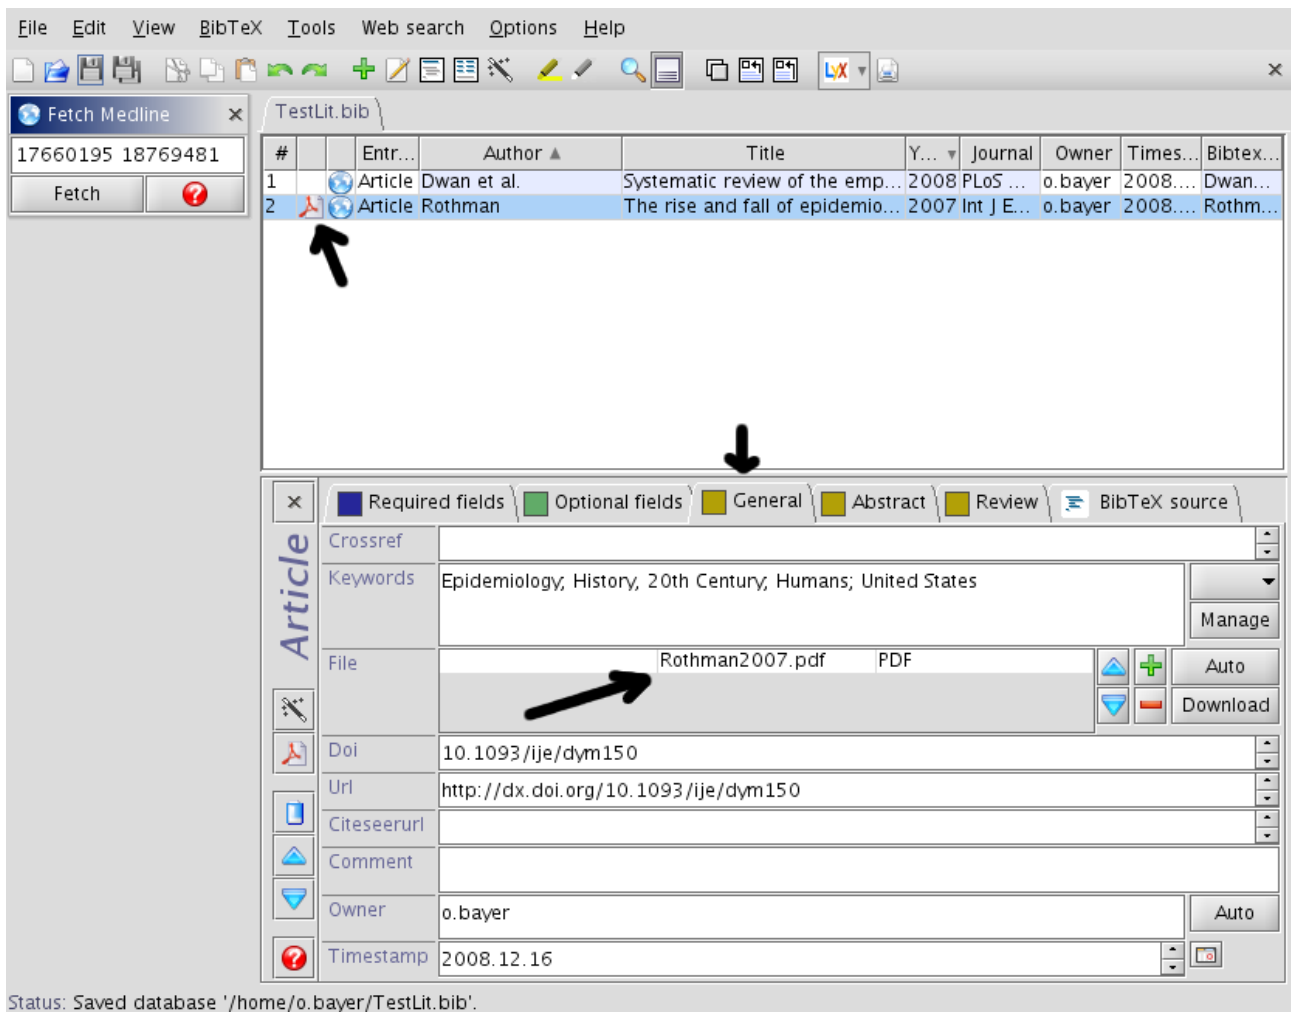 File Edit View BibTeX Tools Web search Options Help
LyX
Fetch Medline
TestLit.bib
17660195 18769481
Fetch
# Entr... Author Title Y... Journal Owner Times... Bibtex...
1 Article Dwan et al. Systematic review of the emp... 2008 PLoS ... o.bayer 2008.... Dwan...
2 Article Rothman The rise and fall of epidemio... 2007 Int J E... o.bayer 2008.... Rothm...
Required fields Optional fields General Abstract Review BibTeX source
Article
Crossref
Keywords Epidemiology; History, 20th Century; Humans; United States
Manage
File Rothman2007.pdf PDF Auto
Download
Doi 10.1093/ije/dym150
Url http://dx.doi.org/10.1093/ije/dym150
Citeseerurl
Comment
Owner o.bayer Auto
Timestamp 2008.12.16
Status: Saved database '/home/o.bayer/TestLit.bib'.